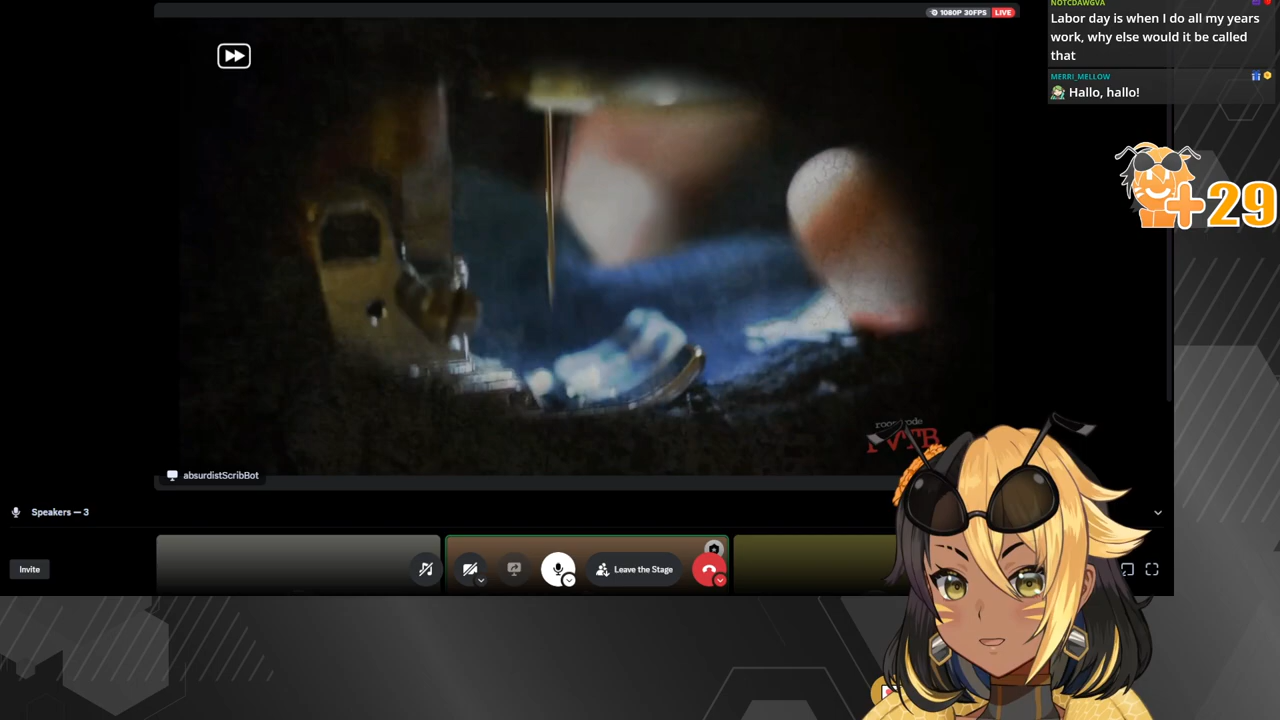 1080P 30FPS
LIVE
NOTCDAWGVA
Labor day is when I do all my years
work, why else would it be called
that
MERRI_MELLOW
Hallo, hallo!
+29
absurdistScribBot
Speakers — 3
Invite
Leave the Stage